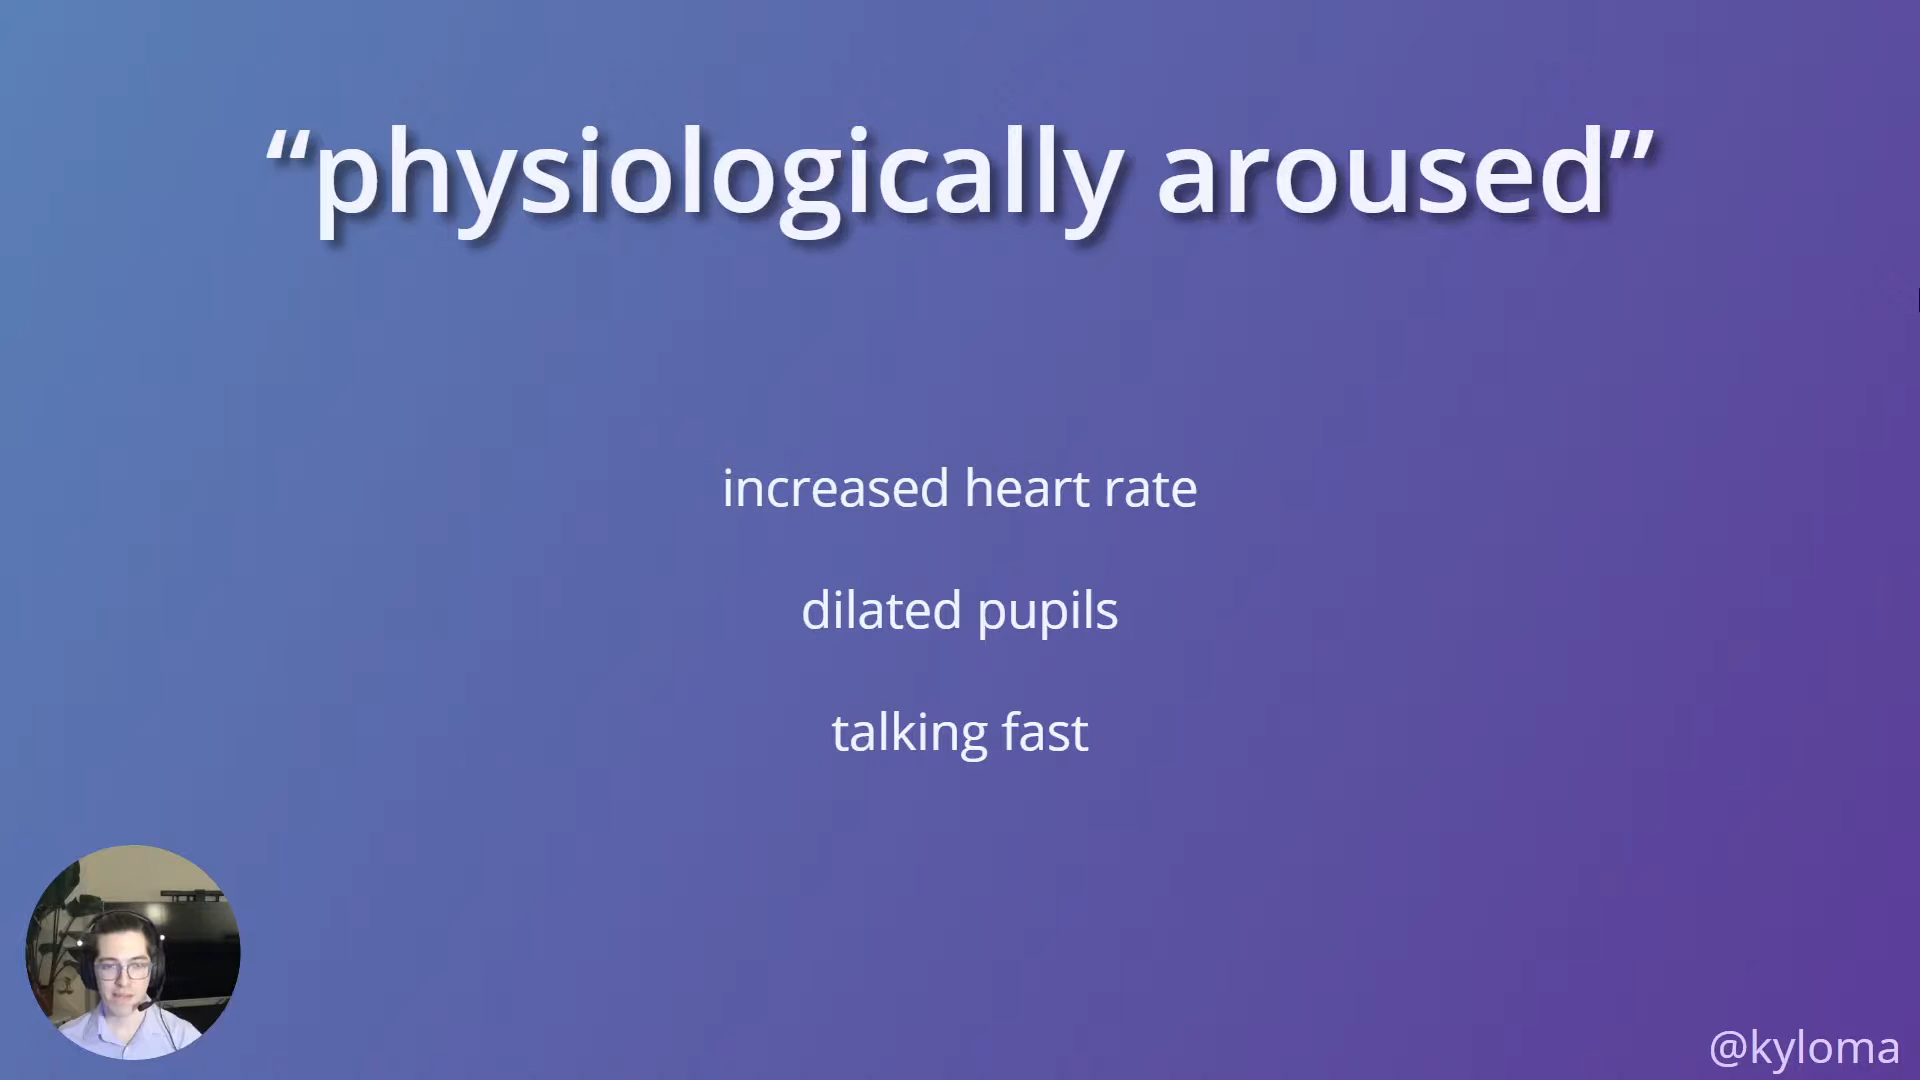 “physiologically aroused”
increased heart rate
dilated pupils
talking fast
@kyloma